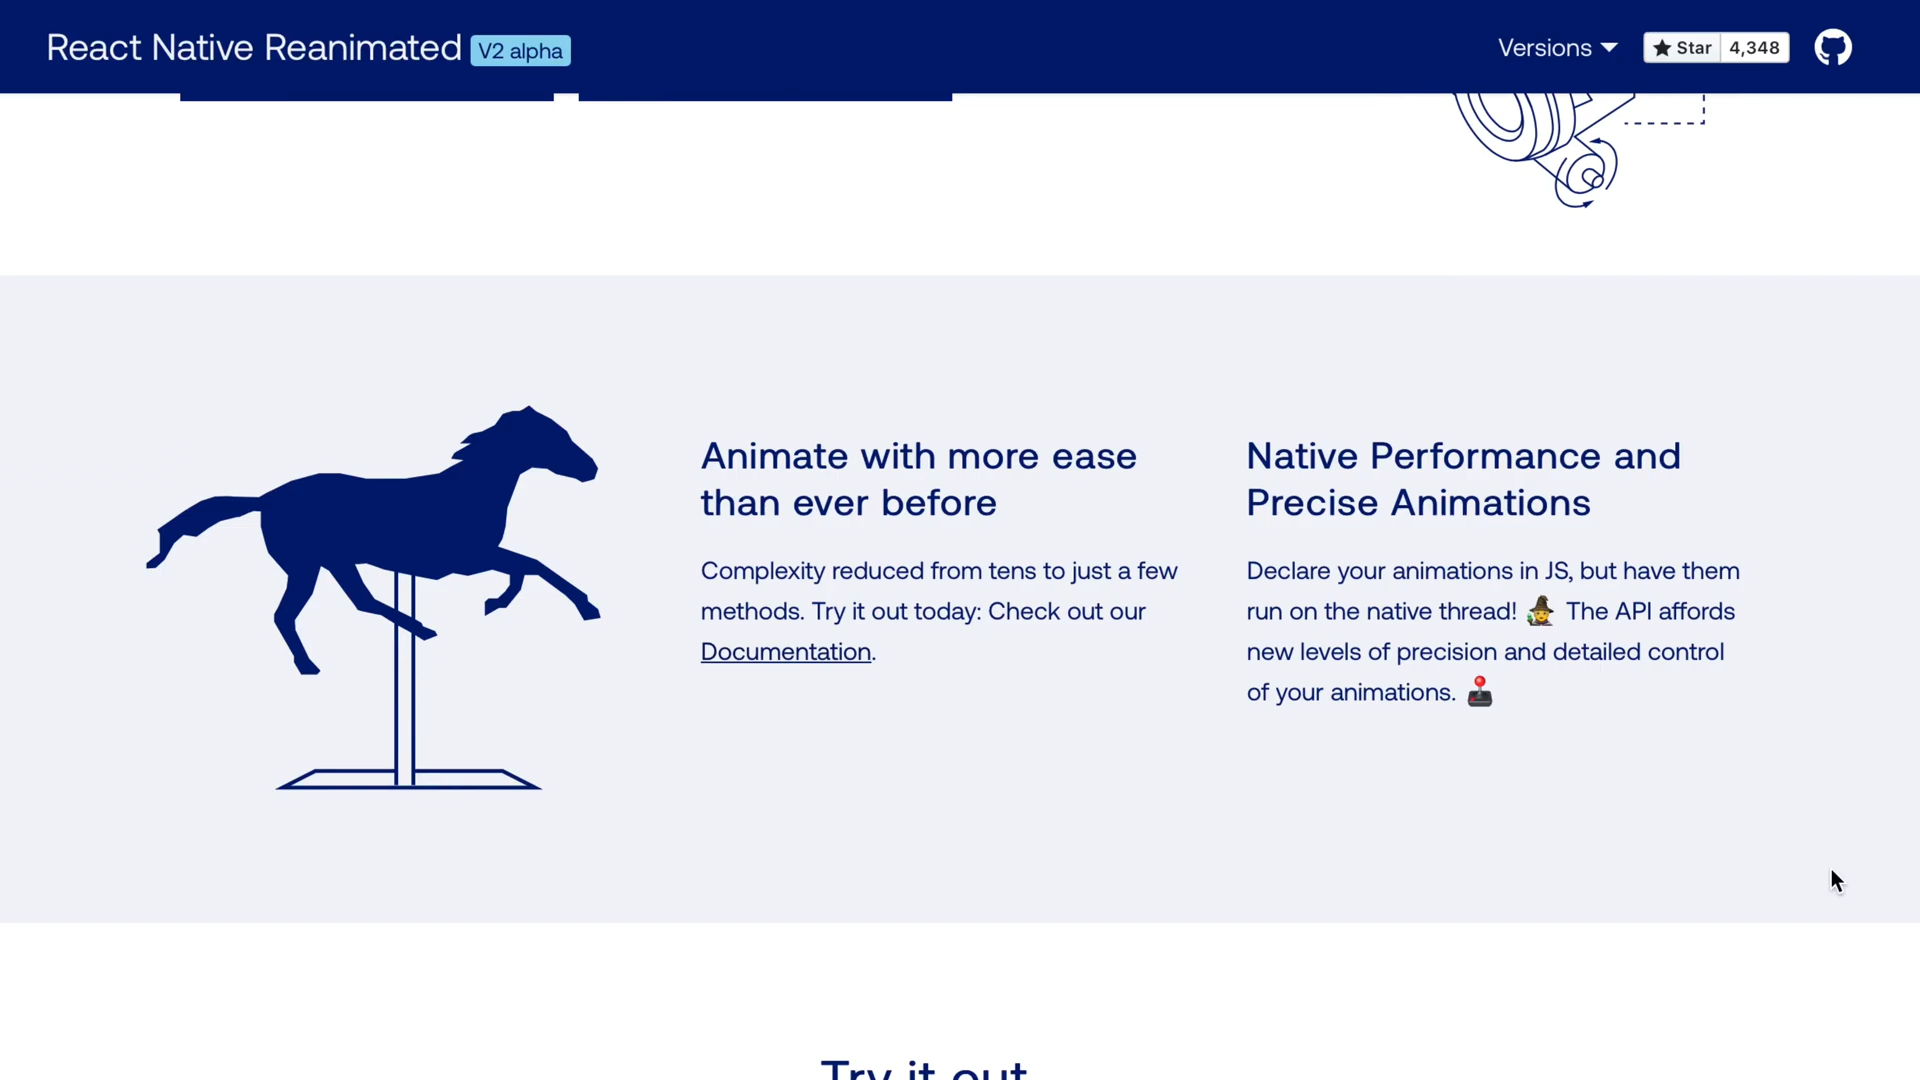 React Native Reanimated V2 alpha
Versions
Star 4,348
Animate with more ease
than ever before
Complexity reduced from tens to just a few
methods. Try it out today: Check out our
Documentation.
Native Performance and
Precise Animations
Declare your animations in JS, but have them
run on the native thread! 🧙‍♀️ The API affords
new levels of precision and detailed control
of your animations. 🕹️
Try it out